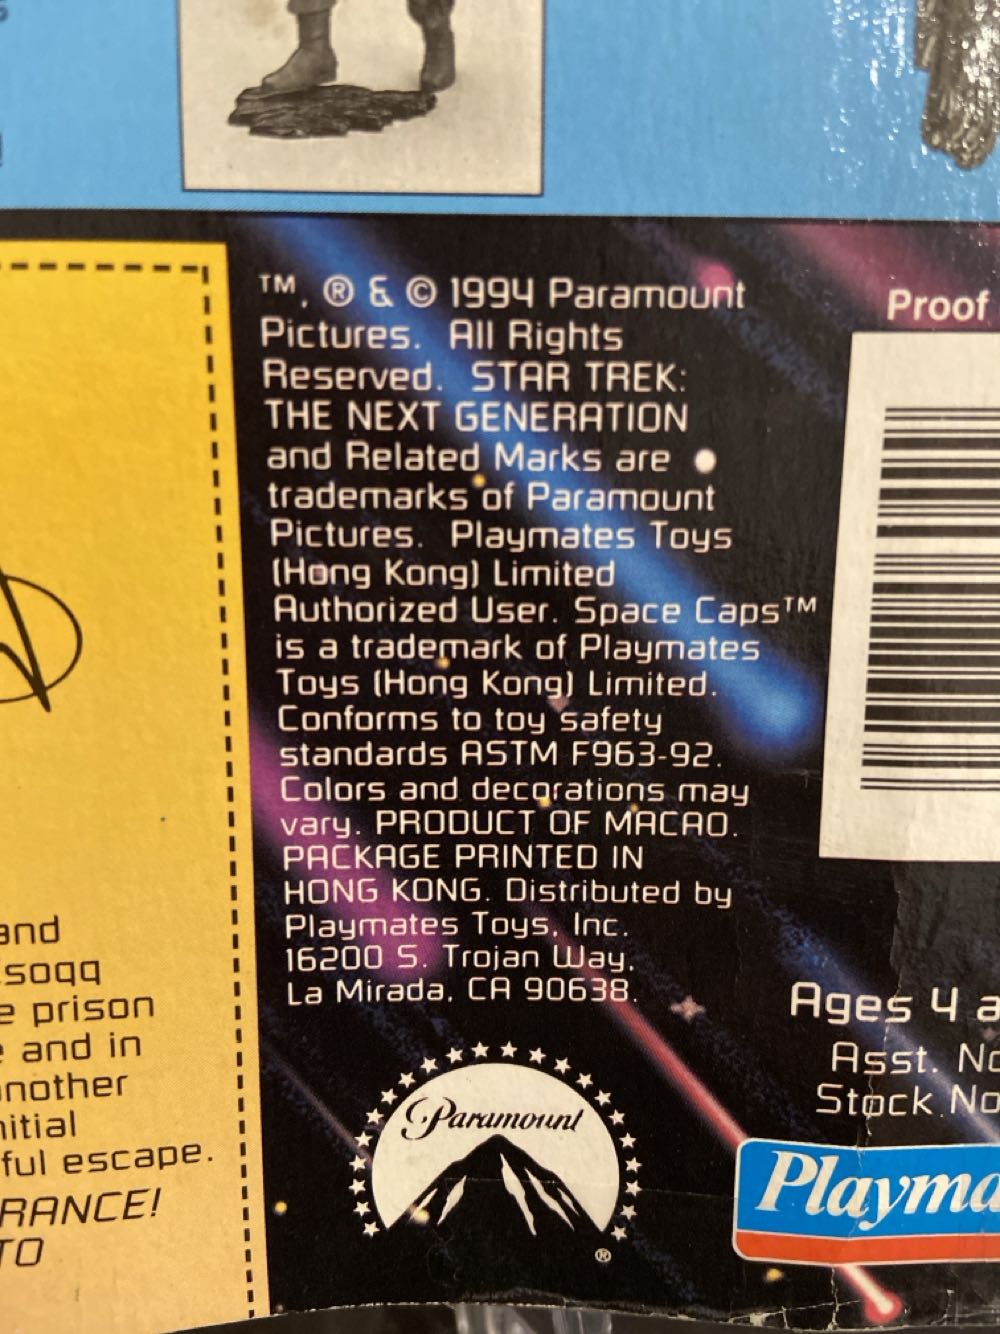 ™, ® & © 1994 Paramount
Pictures. All Rights
Reserved. STAR TREK:
THE NEXT GENERATION
and Related Marks are
trademarks of Paramount
Pictures. Playmates Toys
(Hong Kong) Limited
Authorized User. Space Caps™
is a trademark of Playmates
Toys (Hong Kong) Limited.
Conforms to toy safety
standards ASTM F963-92.
Colors and decorations may
vary. PRODUCT OF MACAO.
PACKAGE PRINTED IN
HONG KONG. Distributed by
Playmates Toys, Inc.
16200 S. Trojan Way,
La Mirada, CA 90638.
Paramount
®
and
prison
and in
nother
nitial
ful escape.
RANCE!
TO
Proof
Ages 4 a
Asst. No
Stock No
Playma